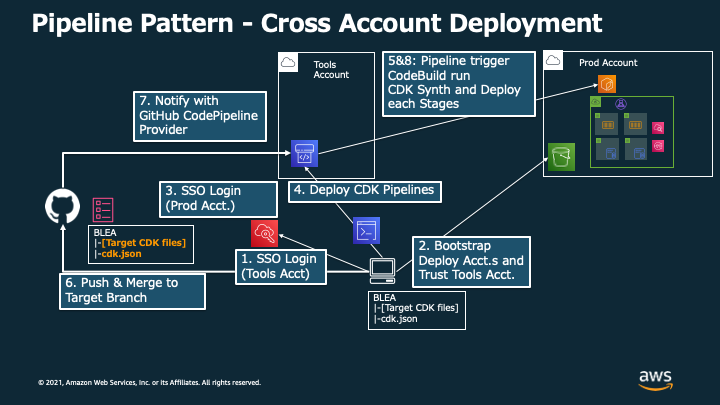 Pipeline Pattern - Cross Account Deployment
Tools
Account
5&8: Pipeline trigger
CodeBuild run
CDK Synth and Deploy
each Stages
Prod Account
7. Notify with
GitHub CodePipeline
Provider
3. SSO Login
(Prod Acct.)
4. Deploy CDK Pipelines
BLEA
|-[Target CDK files]
|-cdk.json
1. SSO Login
(Tools Acct)
2. Bootstrap
Deploy Acct.s and
Trust Tools Acct.
6. Push & Merge to
Target Branch
BLEA
|-[Target CDK files]
|-cdk.json
© 2021, Amazon Web Services, Inc. or its Affiliates. All rights reserved.
aws